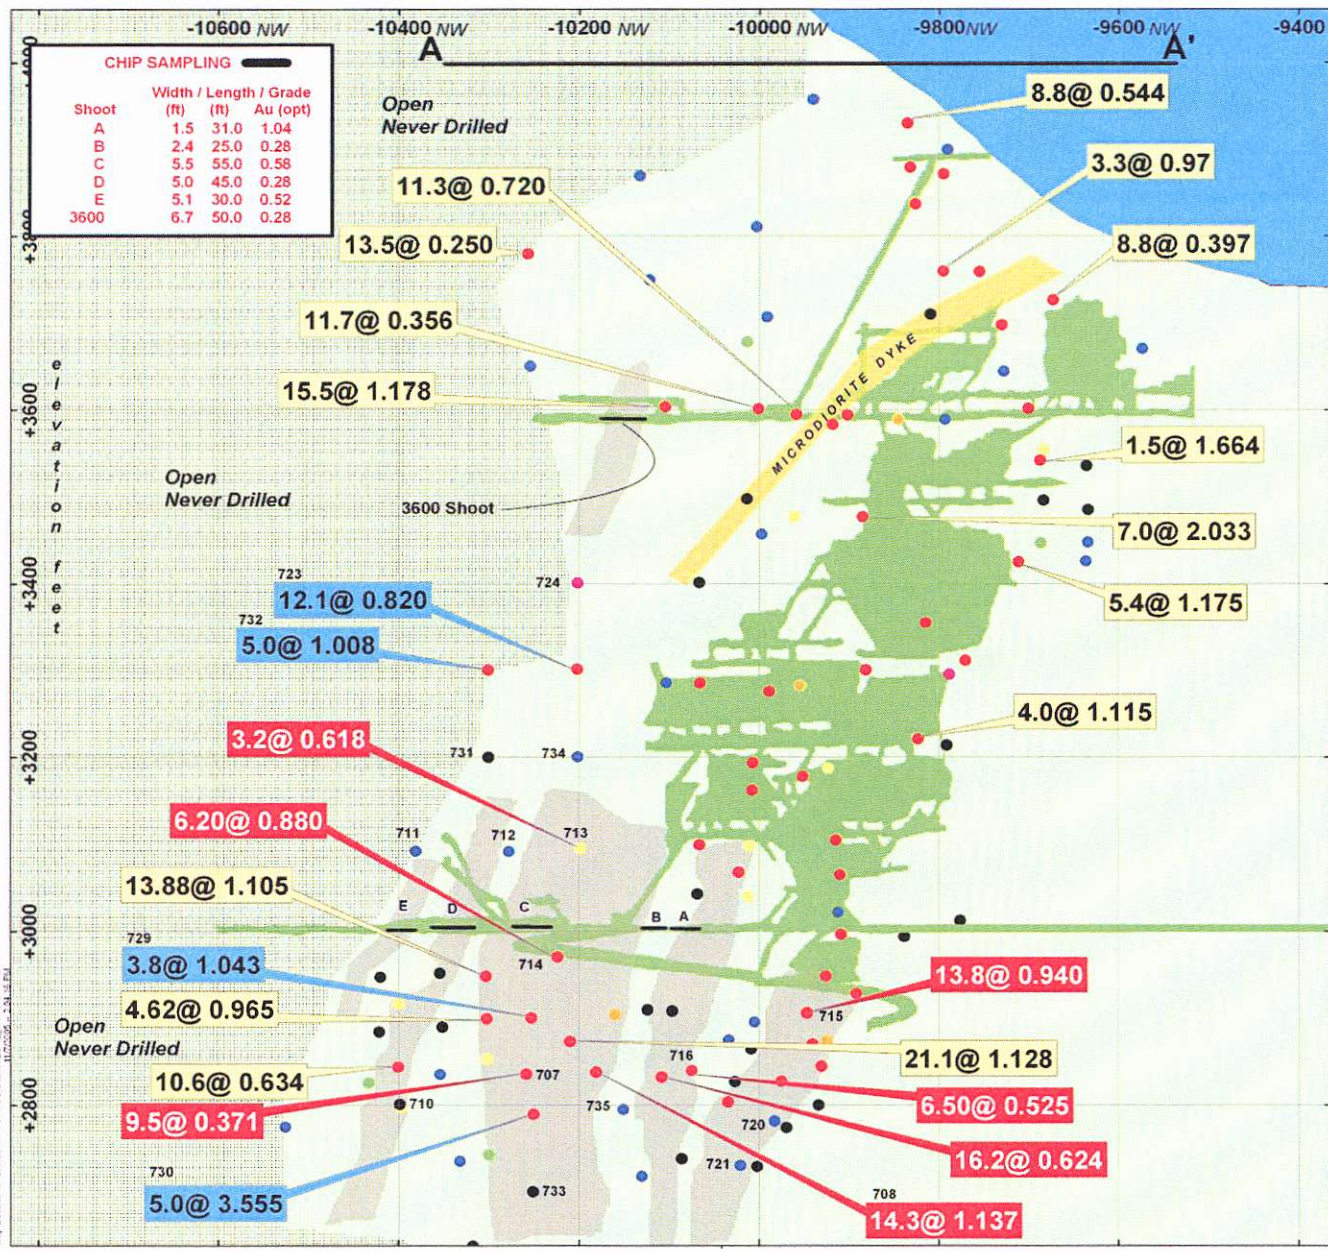 -10600 NW
-10400 NW
-10200 NW
-10000 NW
-9800 NW
-9600 NW
-9400
A
A'
CHIP SAMPLING
Width / Length / Grade
Shoot (ft) (ft) Au (opt)
A 1.5 31.0 1.04
B 2.4 25.0 0.28
C 5.5 55.0 0.58
D 5.0 45.0 0.28
E 5.1 30.0 0.52
3600 6.7 50.0 0.28
Open
Never Drilled
8.8@ 0.544
3.3@ 0.97
11.3@ 0.720
13.5@ 0.250
8.8@ 0.397
11.7@ 0.356
15.5@ 1.178
MICRODIORITE DYKE
+3600
elevation feet
1.5@ 1.664
Open
Never Drilled
3600 Shoot
7.0@ 2.033
+3400
723
724
12.1@ 0.820
5.4@ 1.175
732
5.0@ 1.008
4.0@ 1.115
3.2@ 0.618
731
734
+3200
6.20@ 0.880
711
712
713
13.88@ 1.105
E
D
C
B
A
+3000
729
3.8@ 1.043
714
13.8@ 0.940
4.62@ 0.965
715
Open
Never Drilled
21.1@ 1.128
716
10.6@ 0.634
707
9.5@ 0.371
710
735
6.50@ 0.525
+2800
720
16.2@ 0.624
730
721
5.0@ 3.555
733
708
14.3@ 1.137